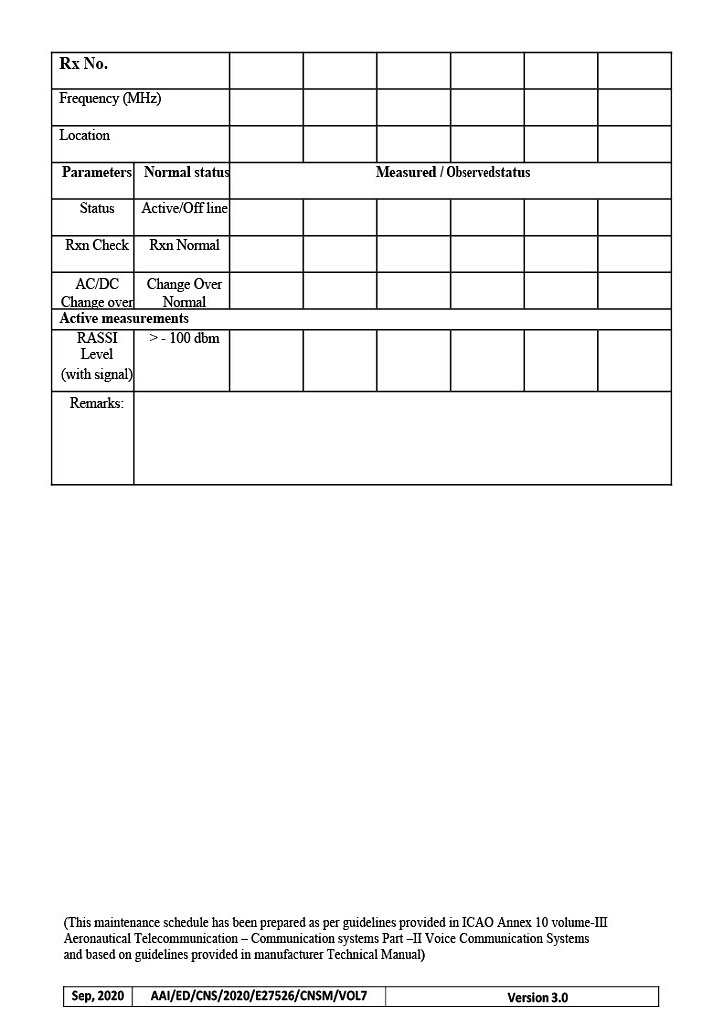 Rx No.
Frequency (MHz)
Location
Parameters Normal status Measured / Observedstatus
Status Active/Off line
Rxn Check Rxn Normal
AC/DC Change Over
Change over Normal
Active measurements
RASSI > - 100 dbm
Level
(with signal)
Remarks:
(This maintenance schedule has been prepared as per guidelines provided in ICAO Annex 10 volume-III
Aeronautical Telecommunication – Communication systems Part –II Voice Communication Systems
and based on guidelines provided in manufacturer Technical Manual)
Sep, 2020 AAI/ED/CNS/2020/E27526/CNSM/VOL7 Version 3.0